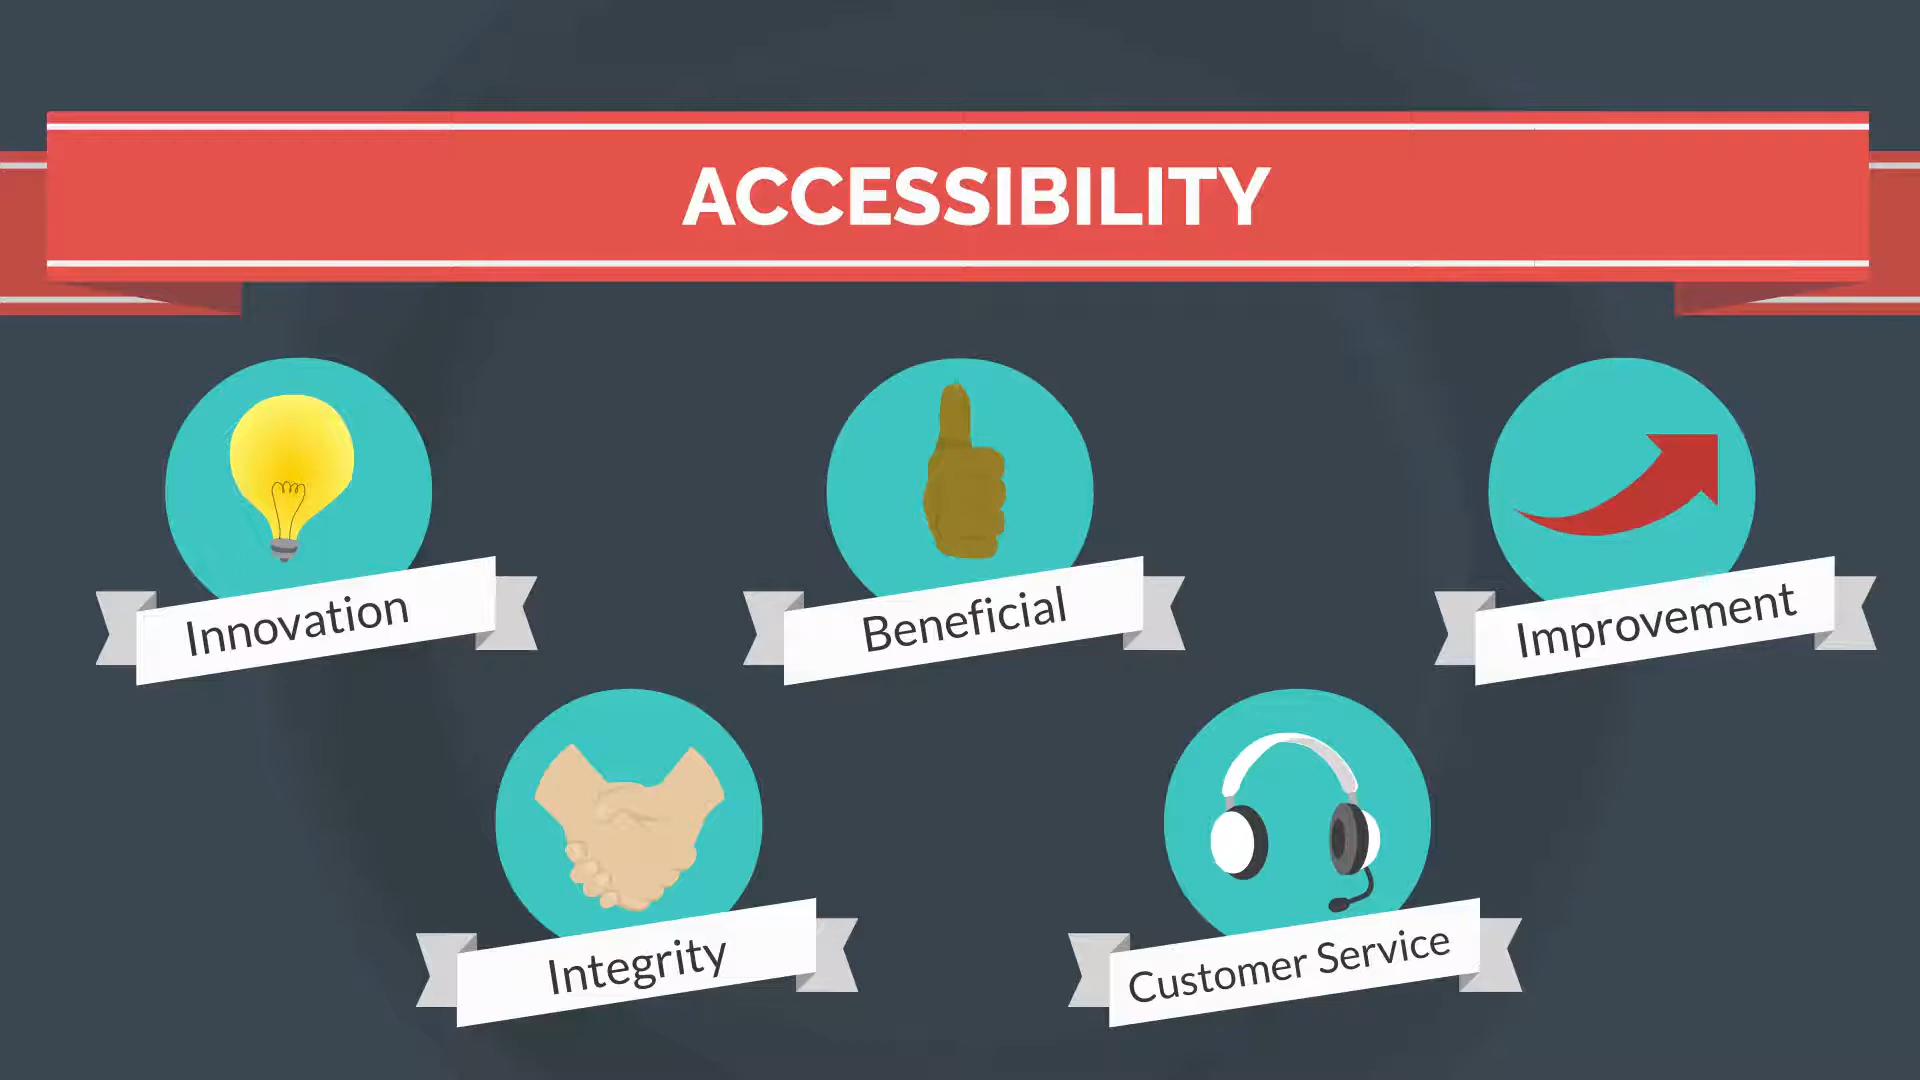 ACCESSIBILITY
Innovation
Beneficial
Improvement
Integrity
Customer Service